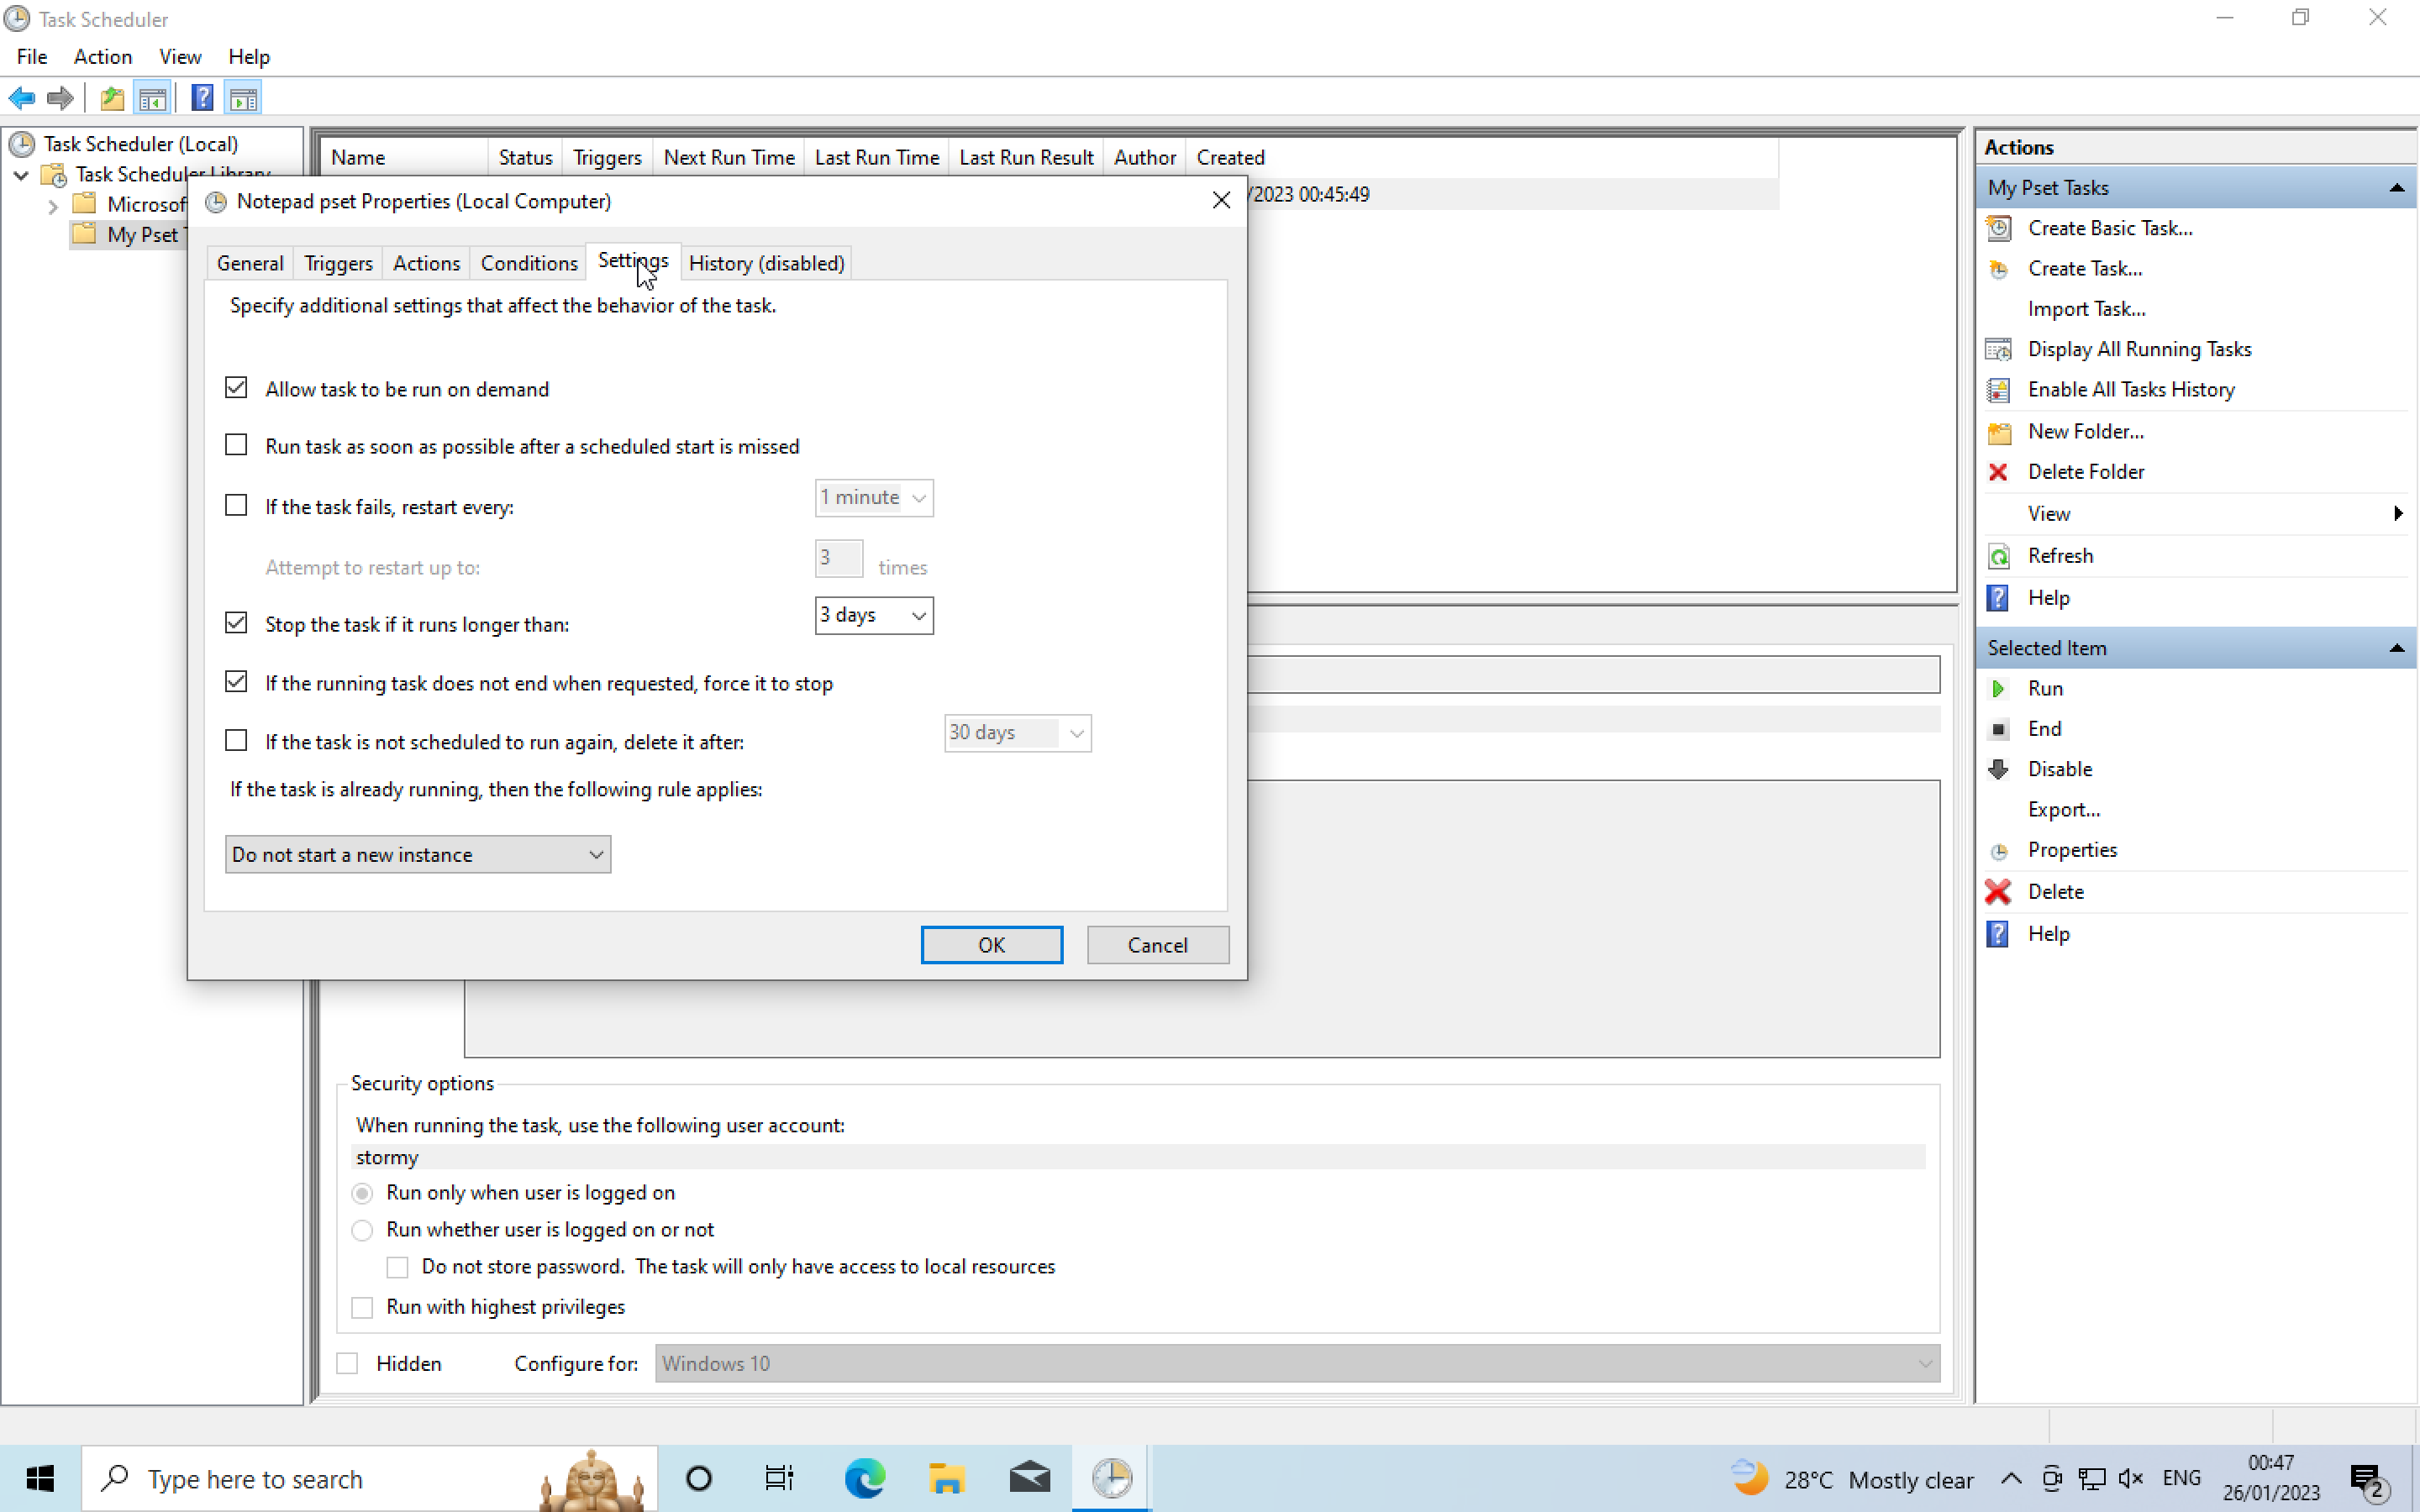 Task Scheduler
File Action View Help
Task Scheduler (Local)
Task Scheduler Library
Microsof
My Pset T
Name Status Triggers Next Run Time Last Run Time Last Run Result Author Created
/2023 00:45:49
Notepad pset Properties (Local Computer)
General Triggers Actions Conditions Settings History (disabled)
Specify additional settings that affect the behavior of the task.
Allow task to be run on demand
Run task as soon as possible after a scheduled start is missed
If the task fails, restart every: 1 minute
Attempt to restart up to: 3 times
Stop the task if it runs longer than: 3 days
If the running task does not end when requested, force it to stop
If the task is not scheduled to run again, delete it after: 30 days
If the task is already running, then the following rule applies:
Do not start a new instance
OK Cancel
Security options
When running the task, use the following user account:
stormy
Run only when user is logged on
Run whether user is logged on or not
Do not store password. The task will only have access to local resources
Run with highest privileges
Hidden Configure for: Windows 10
Actions
My Pset Tasks
Create Basic Task...
Create Task...
Import Task...
Display All Running Tasks
Enable All Tasks History
New Folder...
Delete Folder
View
Refresh
Help
Selected Item
Run
End
Disable
Export...
Properties
Delete
Help
Type here to search
28°C Mostly clear
ENG
00:47
26/01/2023
2